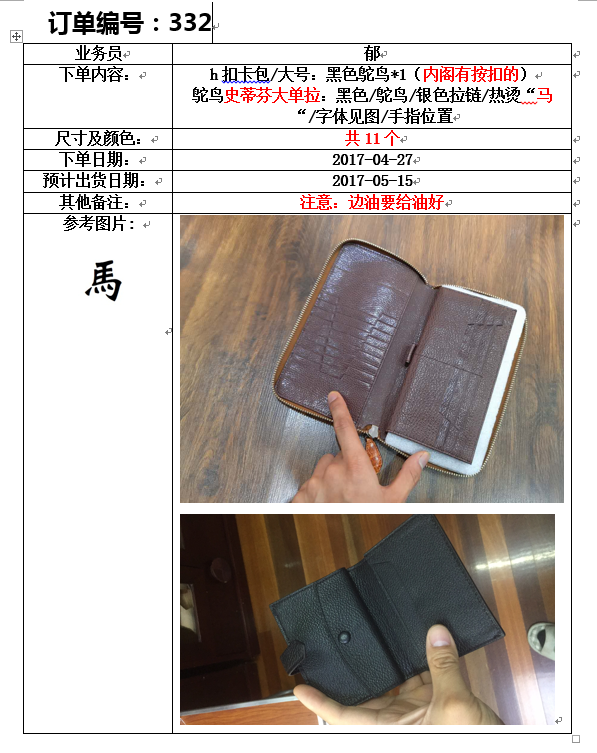 订单编号：332
业务员 郁
下单内容： h扣卡包/大号：黑色鸵鸟*1（内阁有按扣的）
鸵鸟史蒂芬大单拉：黑色/鸵鸟/银色拉链/热烫“马
“/字体见图/手指位置
尺寸及颜色： 共11个
下单日期： 2017-04-27
预计出货日期： 2017-05-15
其他备注： 注意：边油要给油好
参考图片：
馬